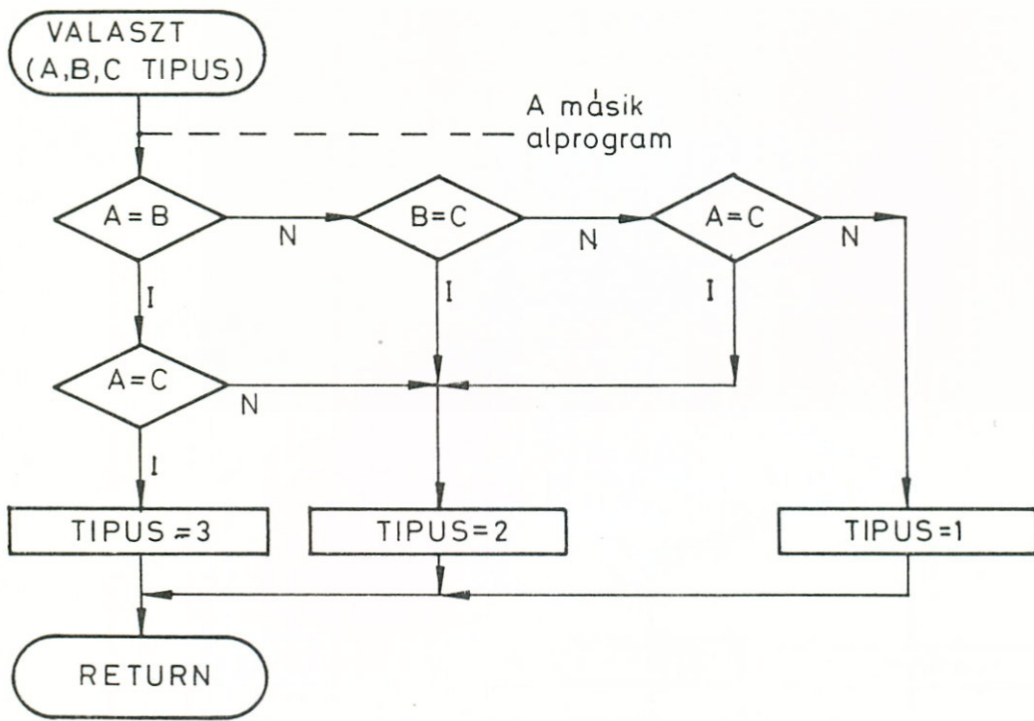 VALASZT
(A,B,C TIPUS)
A másik
alprogram
A=B
N
B=C
N
A=C
N
I
I
I
A=C
N
I
TIPUS=3
TIPUS=2
TIPUS=1
RETURN